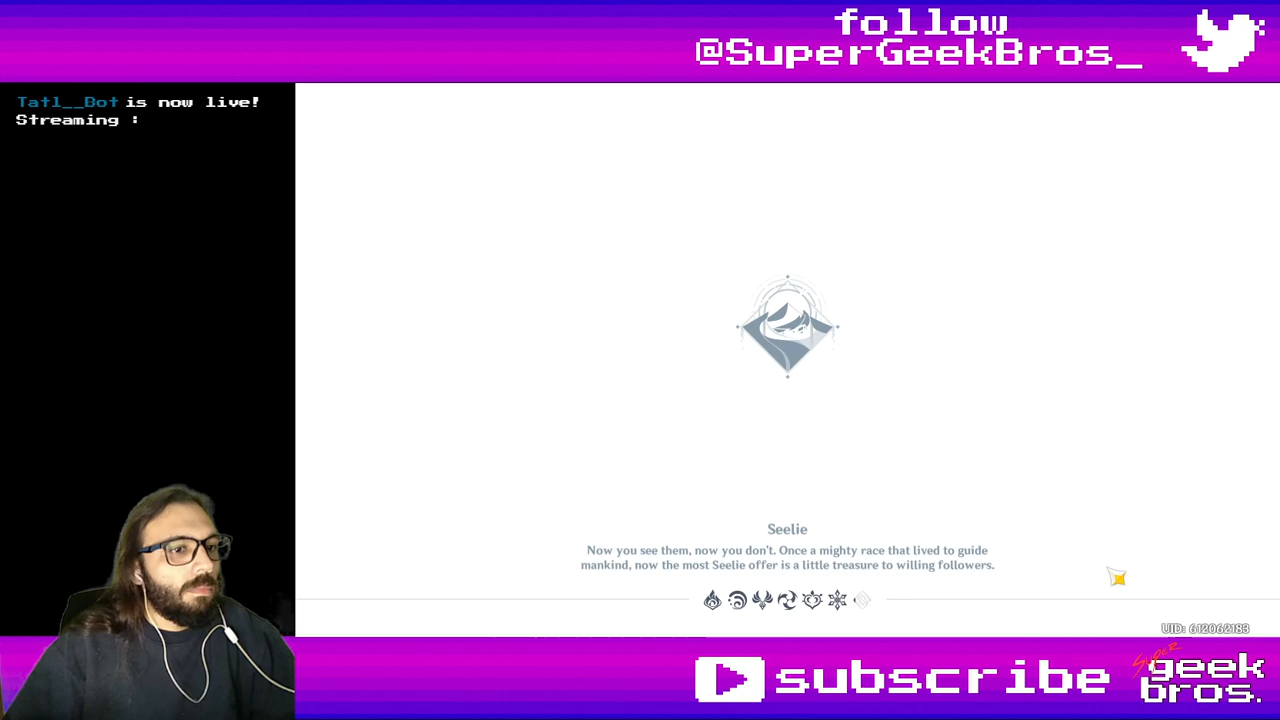 follow
@SuperGeekBros_
Tatl__Bot is now live!
Streaming :
Seelie
Now you see them, now you don't. Once a mighty race that lived to guide
mankind, now the most Seelie offer is a little treasure to willing followers.
UID: 612062183
subscribe
SUPER
geek
bros.